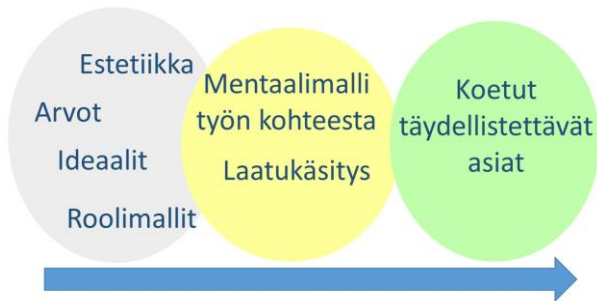 Estetiikka
Arvot
Ideaalit
Roolimallit
Mentaalimalli
työn kohteesta
Laatukäsitys
Koetut
täydellistettävät
asiat